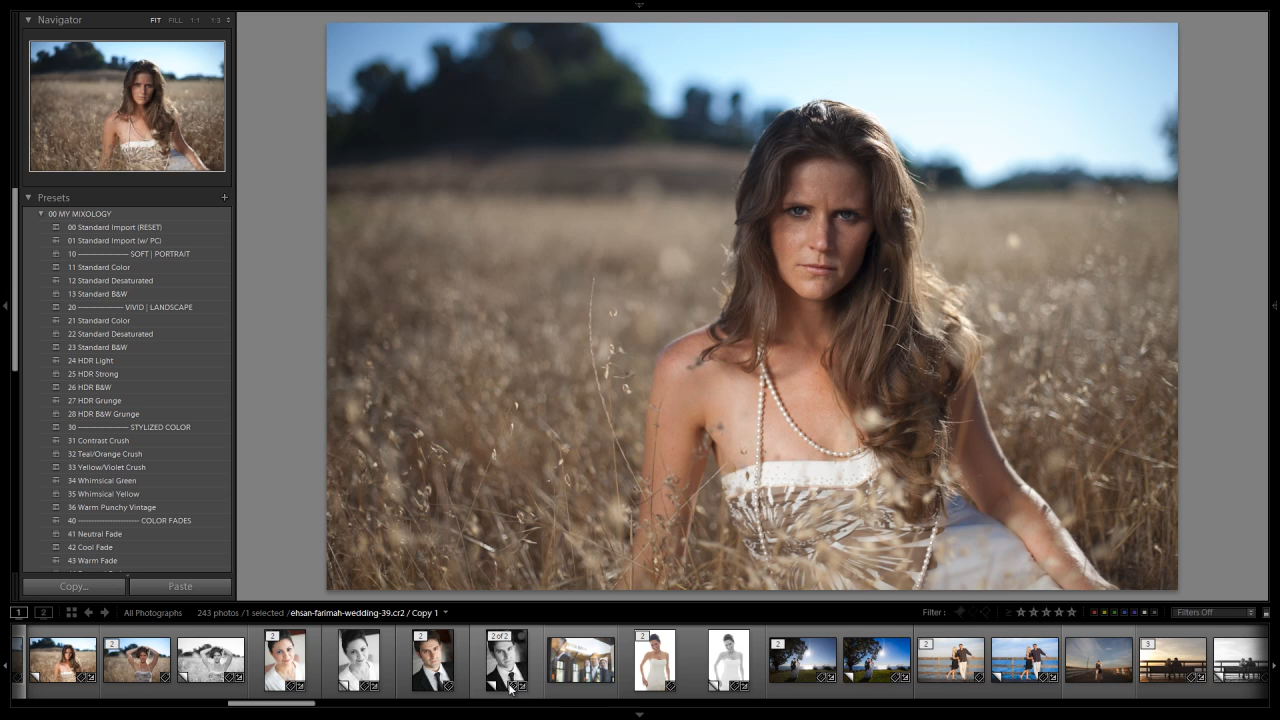 Navigator FIT FILL 1:1 1:3
Presets +
00 MY MIXOLOGY
00 Standard Import (RESET)
01 Standard Import (w/ PC)
10 ---------------- SOFT | PORTRAIT
11 Standard Color
12 Standard Desaturated
13 Standard B&W
20 --------------- VIVID | LANDSCAPE
21 Standard Color
22 Standard Desaturated
23 Standard B&W
24 HDR Light
25 HDR Strong
26 HDR B&W
27 HDR Grunge
28 HDR B&W Grunge
30 ---------------- STYLIZED COLOR
31 Contrast Crush
32 Teal/Orange Crush
33 Yellow/Violet Crush
34 Whimsical Green
35 Whimsical Yellow
36 Warm Punchy Vintage
40 ------------------- COLOR FADES
41 Neutral Fade
42 Cool Fade
43 Warm Fade
Copy... Paste
1 2 All Photographs 243 photos / 1 selected / ehsan-farimah-wedding-39.cr2 / Copy 1 Filter : Filters Off
2 2 2 2 of 2 2 2 2 3